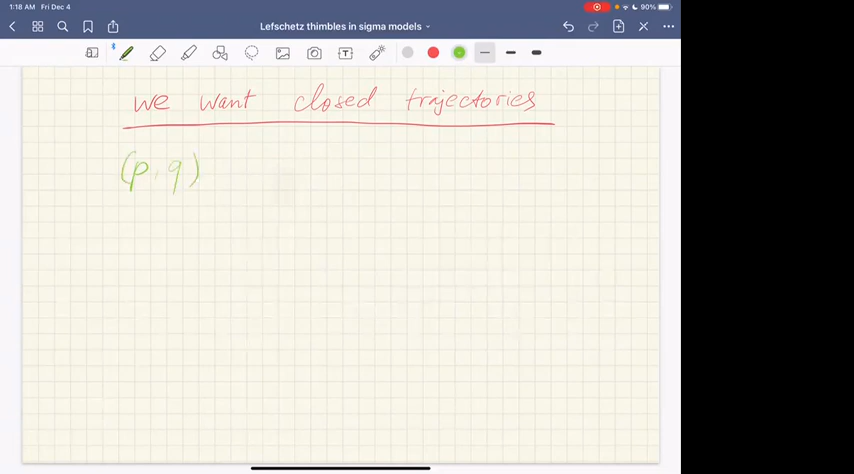 1:18 AM Fri Dec 4
90%
Lefschetz thimbles in sigma models
T
we want closed trajectories
(p, q)